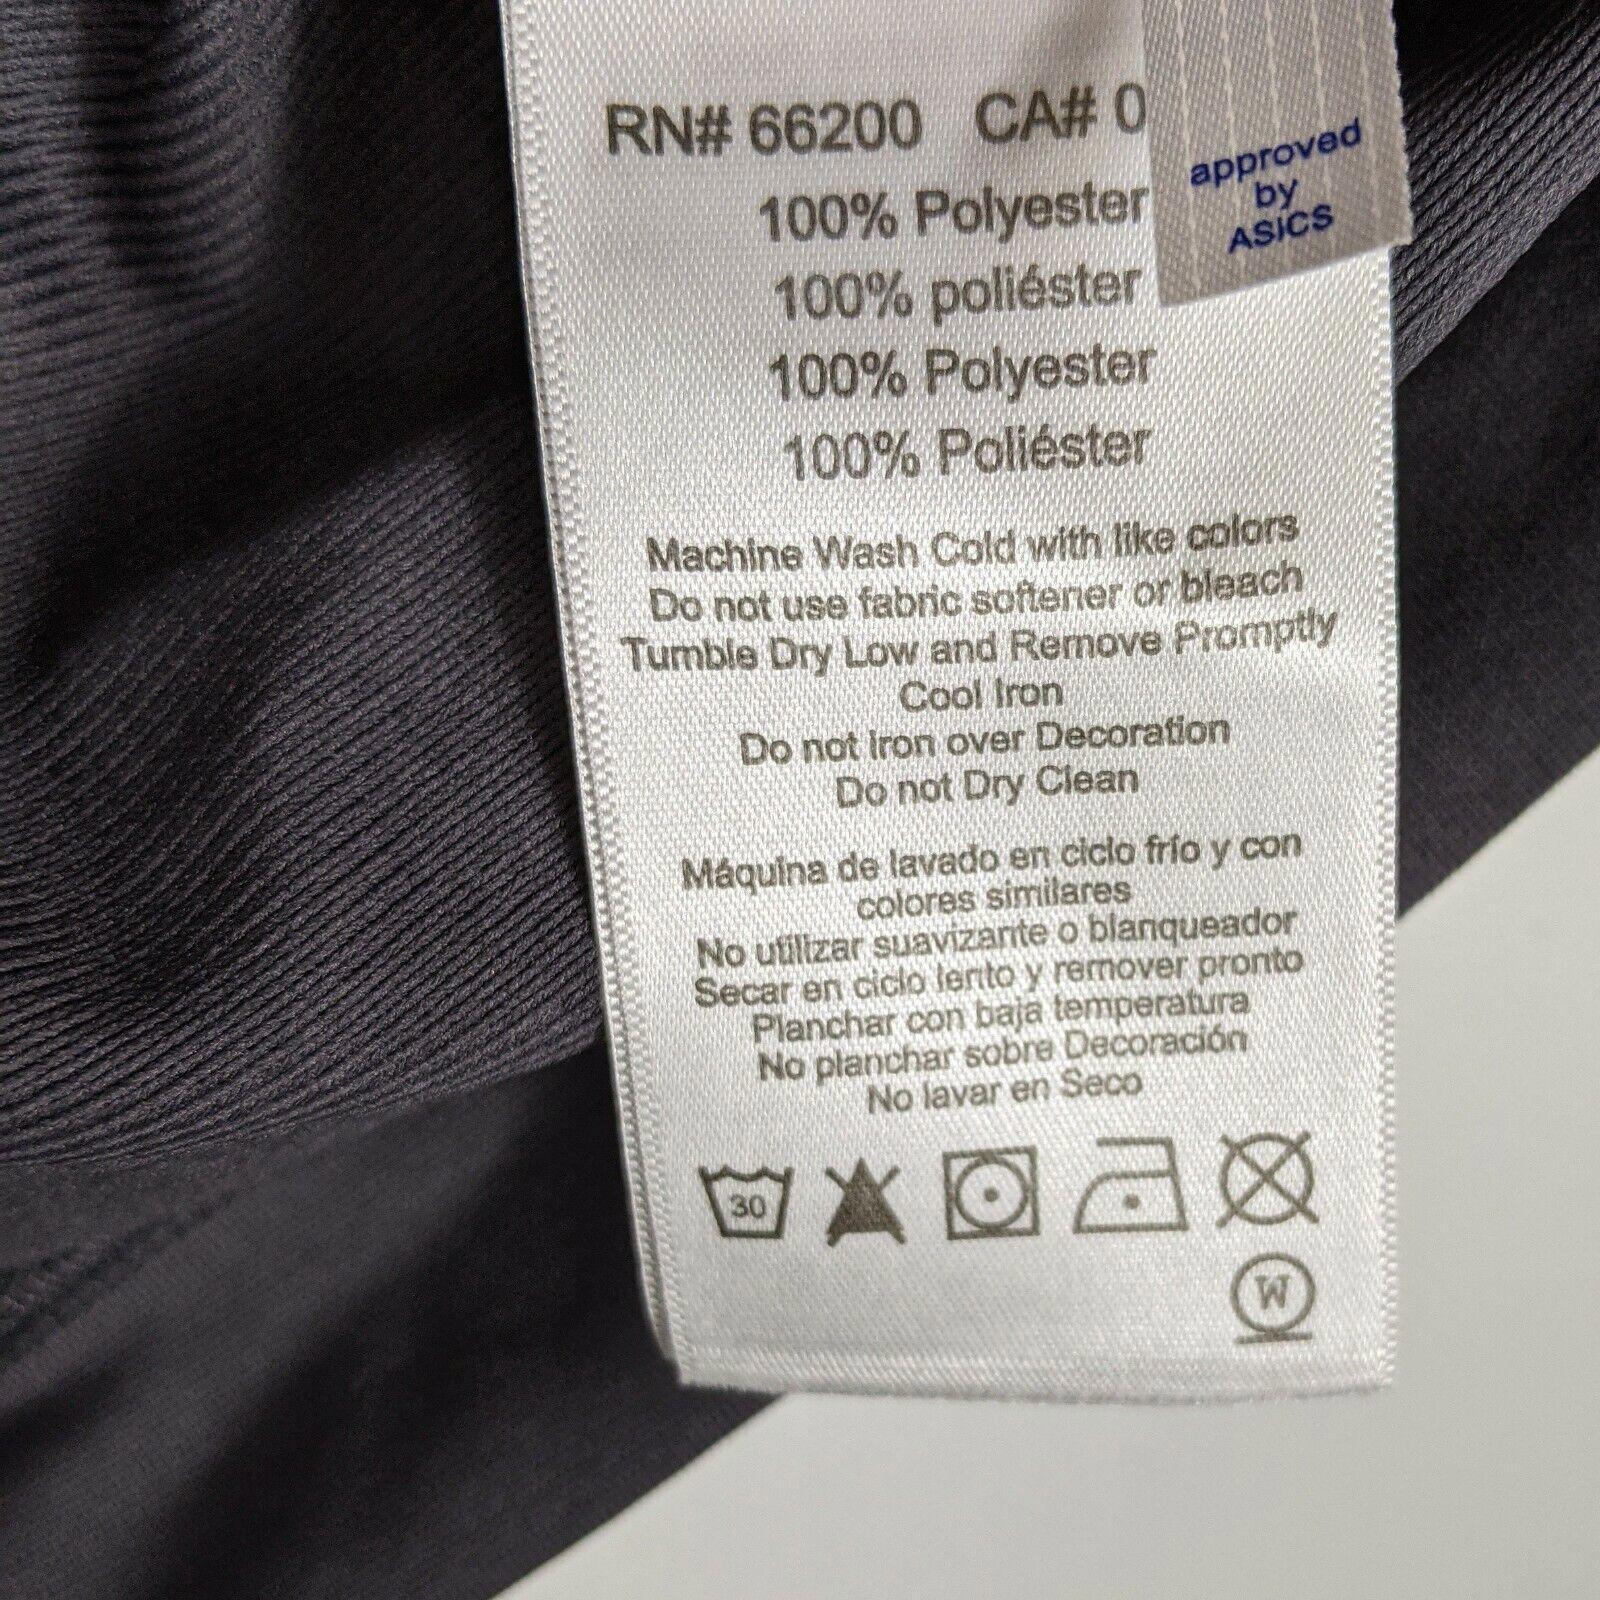 RN# 66200 CA# 0
approved
by
ASICS
100% Polyester
100% poliéster
100% Polyester
100% Poliéster
Machine Wash Cold with like colors
Do not use fabric softener or bleach
Tumble Dry Low and Remove Promptly
Cool Iron
Do not iron over Decoration
Do not Dry Clean
Máquina de lavado en ciclo frío y con
colores similares
No utilizar suavizante o blanqueador
Secar en ciclo lento y remover pronto
Planchar con baja temperatura
No planchar sobre Decoración
No lavar en Seco
30
W